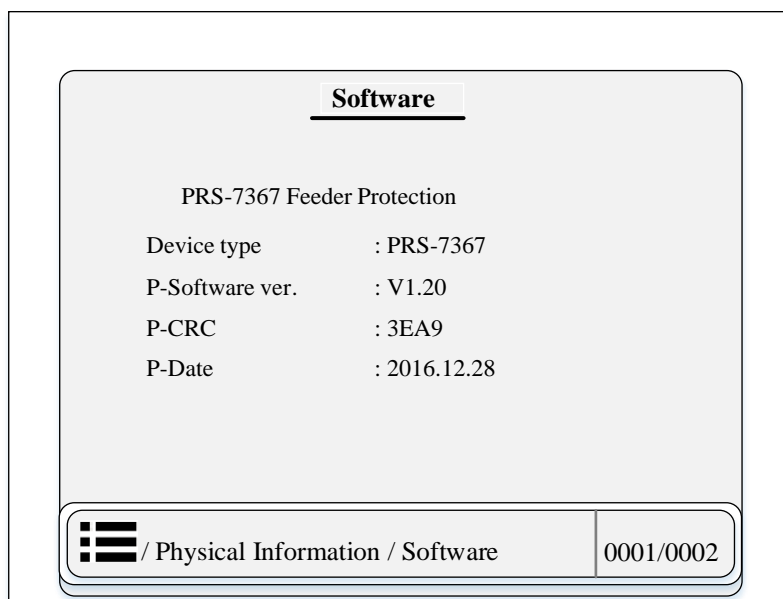 Software
PRS-7367 Feeder Protection
Device type : PRS-7367
P-Software ver. : V1.20
P-CRC : 3EA9
P-Date : 2016.12.28
/ Physical Information / Software 0001/0002